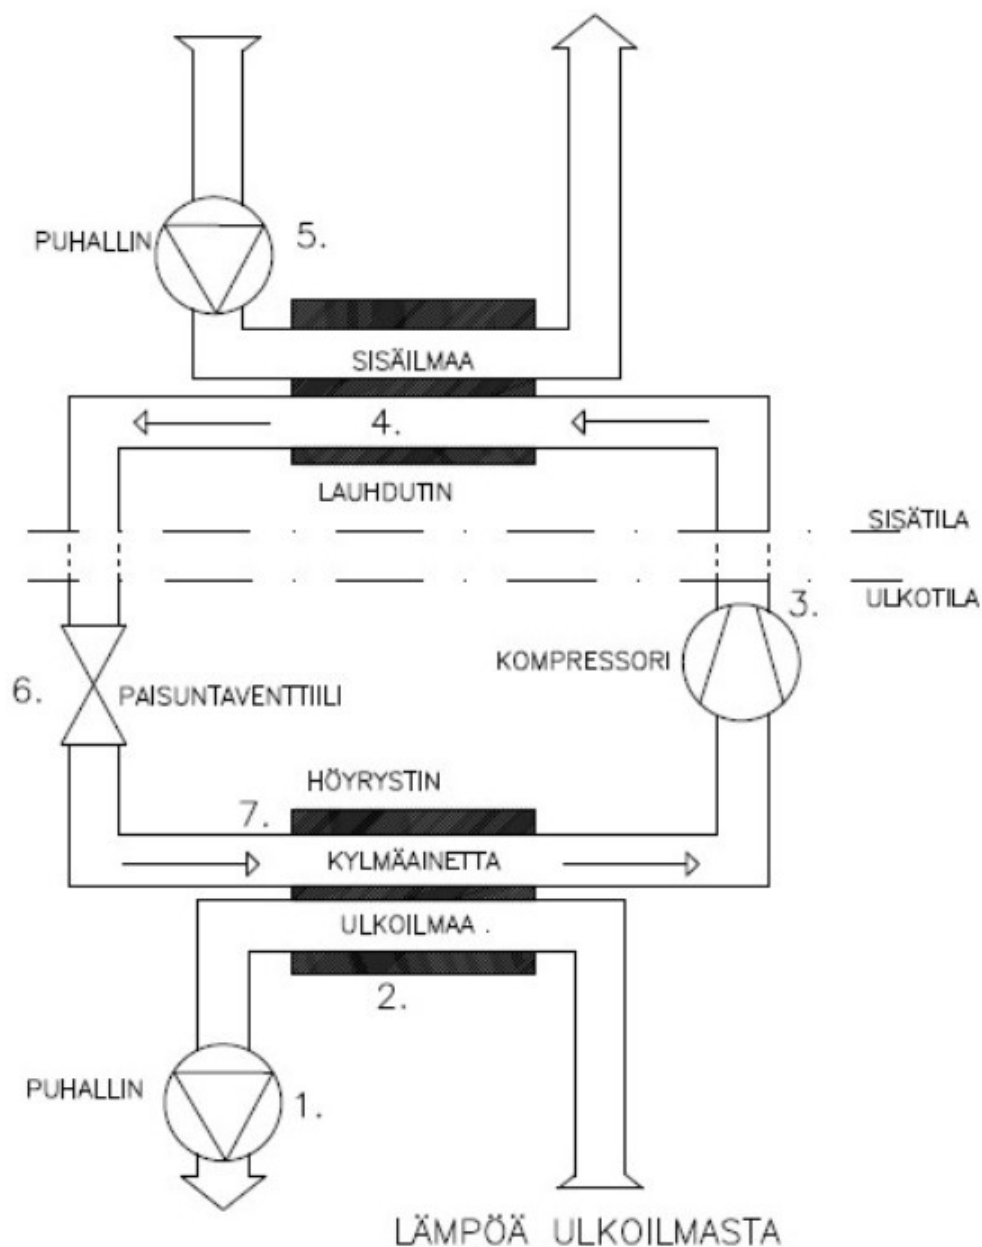 PUHALLIN
5.
SISÄILMAA
4.
LAUHDUTIN
SISÄTILA
ULKOTILA
3.
KOMPRESSORI
6.
PAISUNTAVENTTIILI
HÖYRYSTIN
7.
KYLMÄAINETTA
ULKOILMAA .
2.
PUHALLIN
1.
LÄMPÖÄ ULKOILMASTA